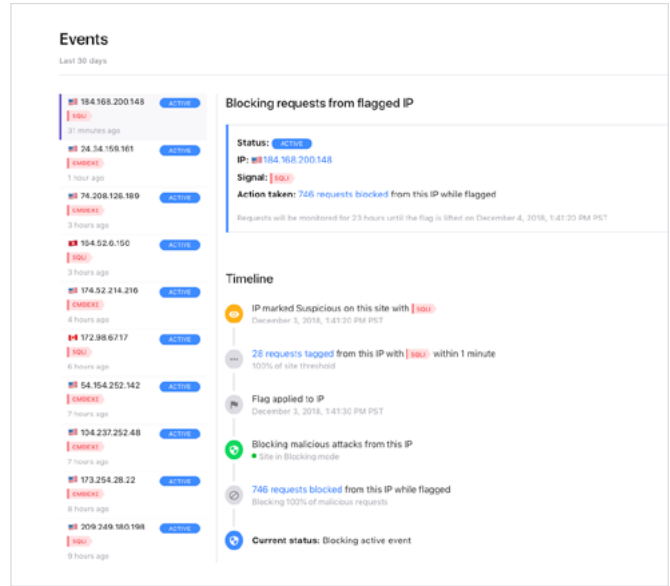 Events
Last 30 days
184.168.200.148 ACTIVE
SQLI
31 minutes ago
24.34.159.161 ACTIVE
CMDEXE
1 hour ago
74.208.126.189 ACTIVE
CMDEXE
3 hours ago
164.52.6.150 ACTIVE
SQLI
3 hours ago
174.52.214.216 ACTIVE
CMDEXE
4 hours ago
172.98.67.17 ACTIVE
SQLI
6 hours ago
54.154.252.142 ACTIVE
CMDEXE
7 hours ago
104.237.252.48 ACTIVE
CMDEXE
7 hours ago
173.254.28.22 ACTIVE
CMDEXE
8 hours ago
209.249.180.198 ACTIVE
SQLI
9 hours ago
Blocking requests from flagged IP
Status: ACTIVE
IP: 184.168.200.148
Signal: SQLI
Action taken: 746 requests blocked from this IP while flagged
Requests will be monitored for 23 hours until the flag is lifted on December 4, 2018, 1:41:20 PM PST
Timeline
IP marked Suspicious on this site with SQLI
December 3, 2018, 1:41:20 PM PST
28 requests tagged from this IP with SQLI within 1 minute
100% of site threshold
Flag applied to IP
December 3, 2018, 1:41:30 PM PST
Blocking malicious attacks from this IP
Site in Blocking mode
746 requests blocked from this IP while flagged
Blocking 100% of malicious requests
Current status: Blocking active event